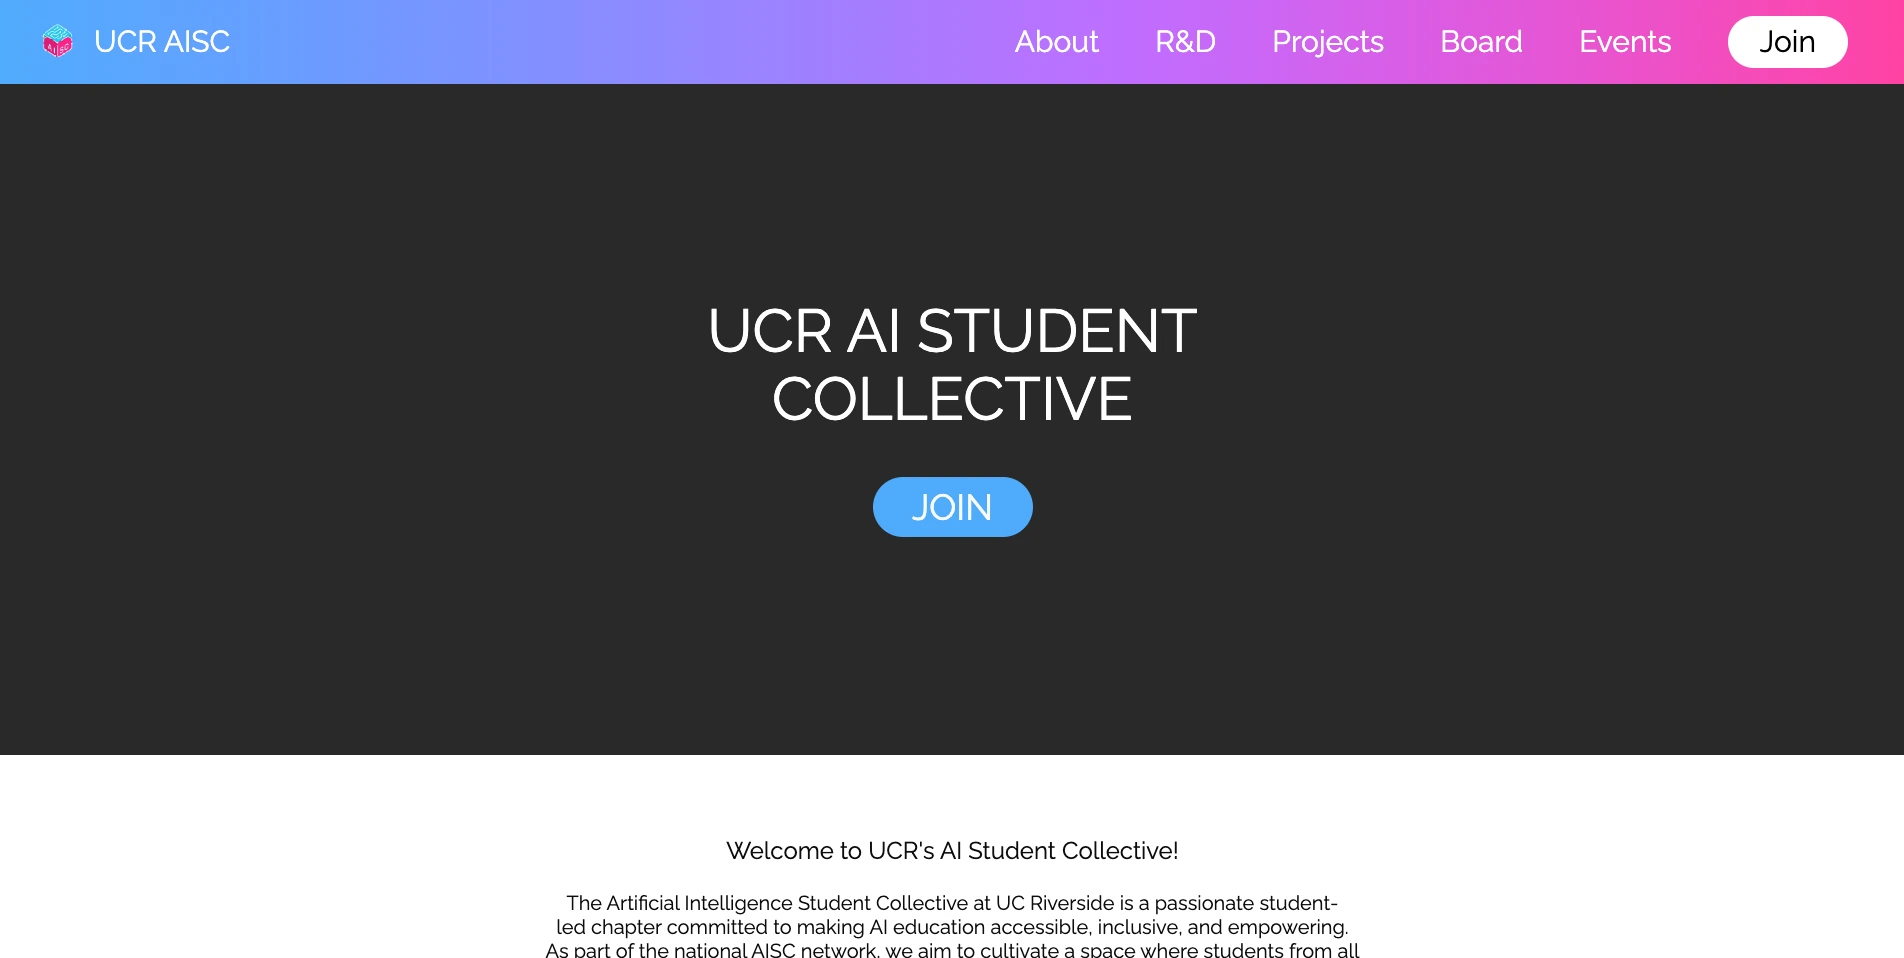 AISC
UCR AISC
About
R&D
Projects
Board
Events
Join
UCR AI STUDENT
COLLECTIVE
JOIN
Welcome to UCR's AI Student Collective!
The Artificial Intelligence Student Collective at UC Riverside is a passionate student-
led chapter committed to making AI education accessible, inclusive, and empowering.
As part of the national AISC network, we aim to cultivate a space where students from all